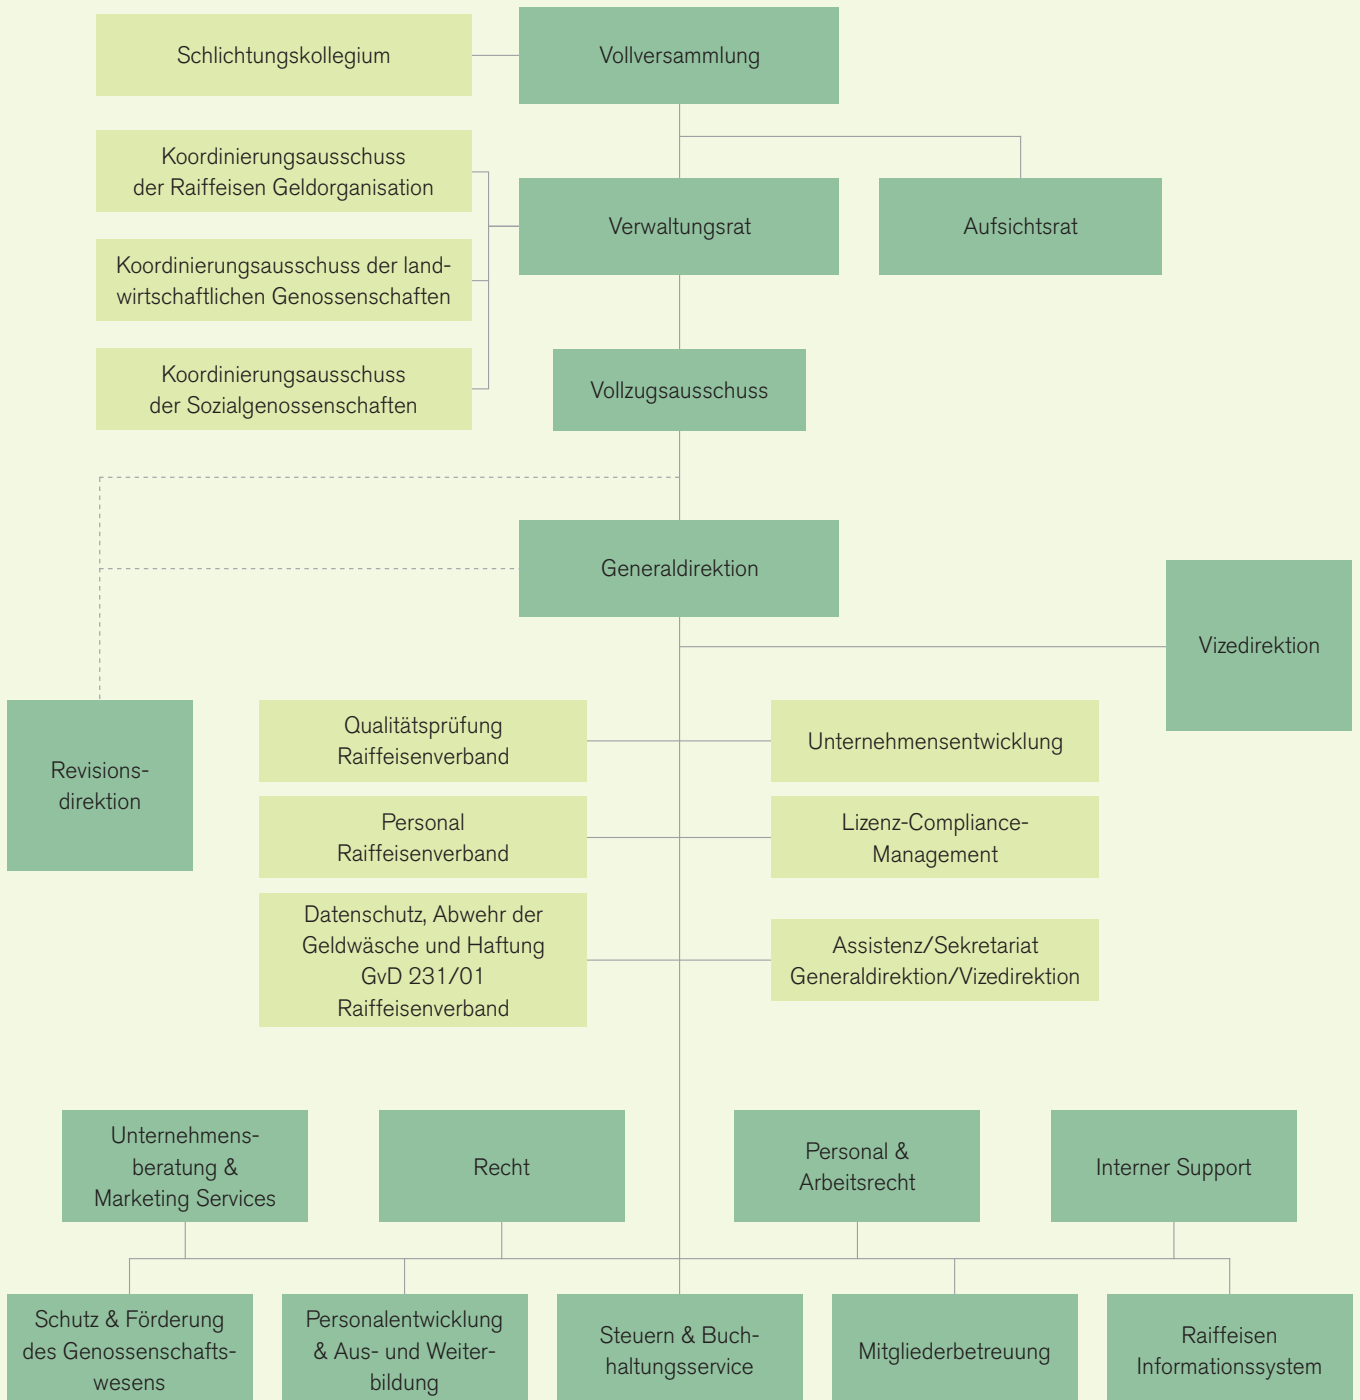 Schlichtungskollegium
Vollversammlung
Koordinierungsausschuss
der Raiffeisen Geldorganisation
Verwaltungsrat
Aufsichtsrat
Koordinierungsausschuss der land-
wirtschaftlichen Genossenschaften
Koordinierungsausschuss
der Sozialgenossenschaften
Vollzugsausschuss
Generaldirektion
Vizedirektion
Revisions-
direktion
Qualitätsprüfung
Raiffeisenverband
Unternehmensentwicklung
Personal
Raiffeisenverband
Lizenz-Compliance-
Management
Datenschutz, Abwehr der
Geldwäsche und Haftung
GvD 231/01
Raiffeisenverband
Assistenz/Sekretariat
Generaldirektion/Vizedirektion
Unternehmens-
beratung &
Marketing Services
Recht
Personal &
Arbeitsrecht
Interner Support
Schutz & Förderung
des Genossenschafts-
wesens
Personalentwicklung
& Aus- und Weiter-
bildung
Steuern & Buch-
haltungsservice
Mitgliederbetreuung
Raiffeisen
Informationssystem